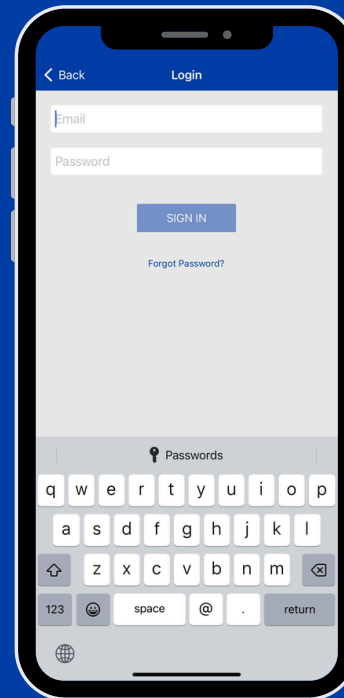 Back
Login
Email
Password
SIGN IN
Forgot Password?
Passwords
q w e r t y u i o p
a s d f g h j k l
z x c v b n m
123 space @ . return